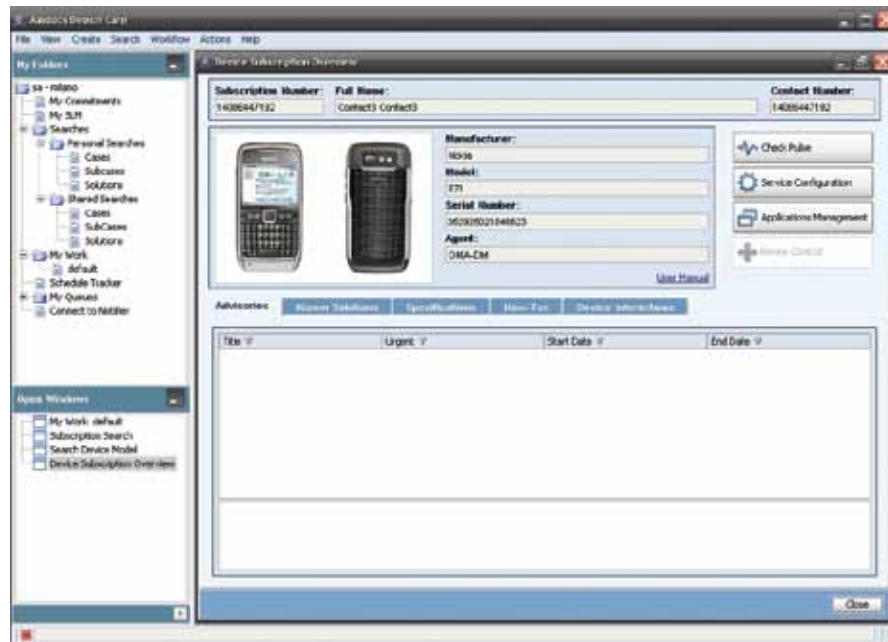 Amdocs Device Care
File View Create Search Workflow Actions Help
My Folders
sa - milano
My Commitments
My SLM
Searches
Personal Searches
Cases
Subcases
Solutions
Shared Searches
Cases
SubCases
Solutions
My Work
default
Schedule Tracker
My Queues
Connect to Notifier
Open Windows
My Work: default
Subscription Search
Search Device Model
Device Subscription Overview
Device Subscription Overview
Subscription Number: Full Name: Contact Number:
14086447192 Contact3 Contact3 14086447192
Manufacturer:
Nokia
Model:
E71
Serial Number:
Agent:
OMA-DM
User Manual
Check Pulse
Service Configuration
Applications Management
Remote Control
Advisories Known Solutions Specifications How-Tos Device Interactions
Title Urgent Start Date End Date
Close